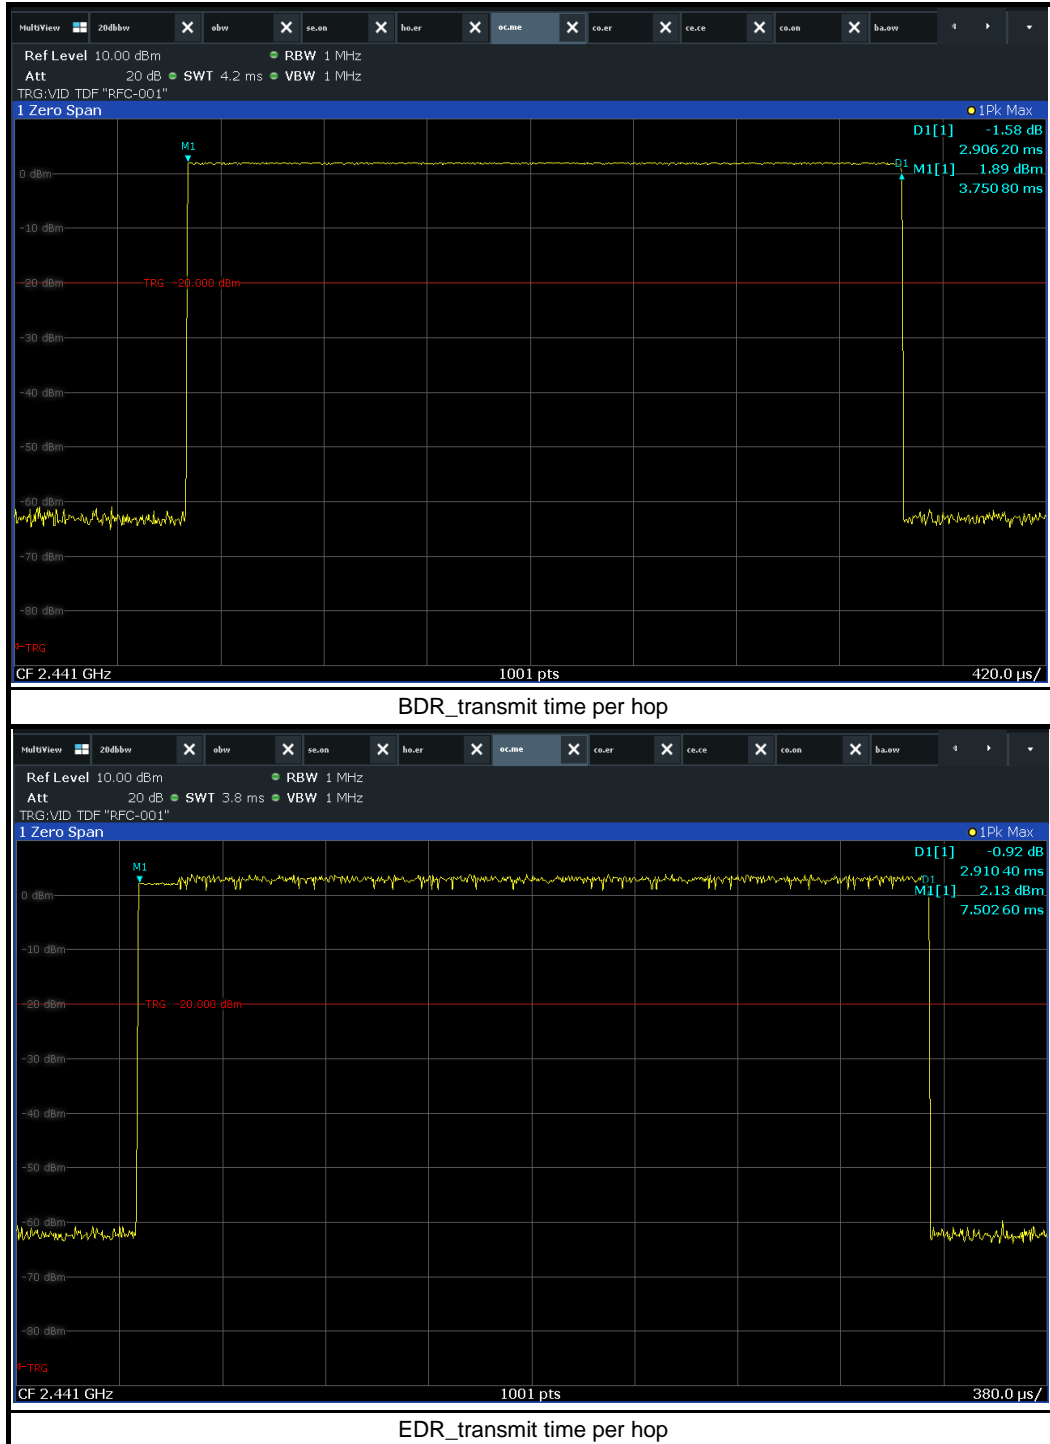 MultiView 20dbbw obw se.on ho.er oc.me co.er ce.ce co.on ba.ow
Ref Level 10.00 dBm RBW 1 MHz
Att 20 dB SWT 4.2 ms VBW 1 MHz
TRG:VID TDF "RFC-001"
1 Zero Span 1Pk Max
D1[1] -1.58 dB
2.906 20 ms
M1
D1 M1[1] 1.89 dBm
0 dBm
3.750 80 ms
-10 dBm
-20 dBm TRG -20.000 dBm
-30 dBm
-40 dBm
-50 dBm
-60 dBm
-70 dBm
-80 dBm
TRG
CF 2.441 GHz 1001 pts 420.0 µs/
BDR_transmit time per hop
MultiView 20dbbw obw se.on ho.er oc.me co.er ce.ce co.on ba.ow
Ref Level 10.00 dBm RBW 1 MHz
Att 20 dB SWT 3.8 ms VBW 1 MHz
TRG:VID TDF "RFC-001"
1 Zero Span 1Pk Max
D1[1] -0.92 dB
M1
2.910 40 ms
D1
M1[1] 2.13 dBm
0 dBm
7.502 60 ms
-10 dBm
-20 dBm TRG -20.000 dBm
-30 dBm
-40 dBm
-50 dBm
-60 dBm
-70 dBm
-80 dBm
TRG
CF 2.441 GHz 1001 pts 380.0 µs/
EDR_transmit time per hop